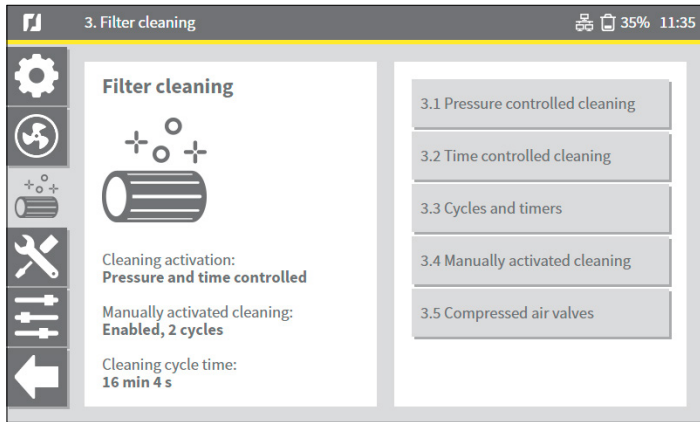 3. Filter cleaning
35% 11:35
Filter cleaning
Cleaning activation:
Pressure and time controlled
Manually activated cleaning:
Enabled, 2 cycles
Cleaning cycle time:
16 min 4 s
3.1 Pressure controlled cleaning
3.2 Time controlled cleaning
3.3 Cycles and timers
3.4 Manually activated cleaning
3.5 Compressed air valves